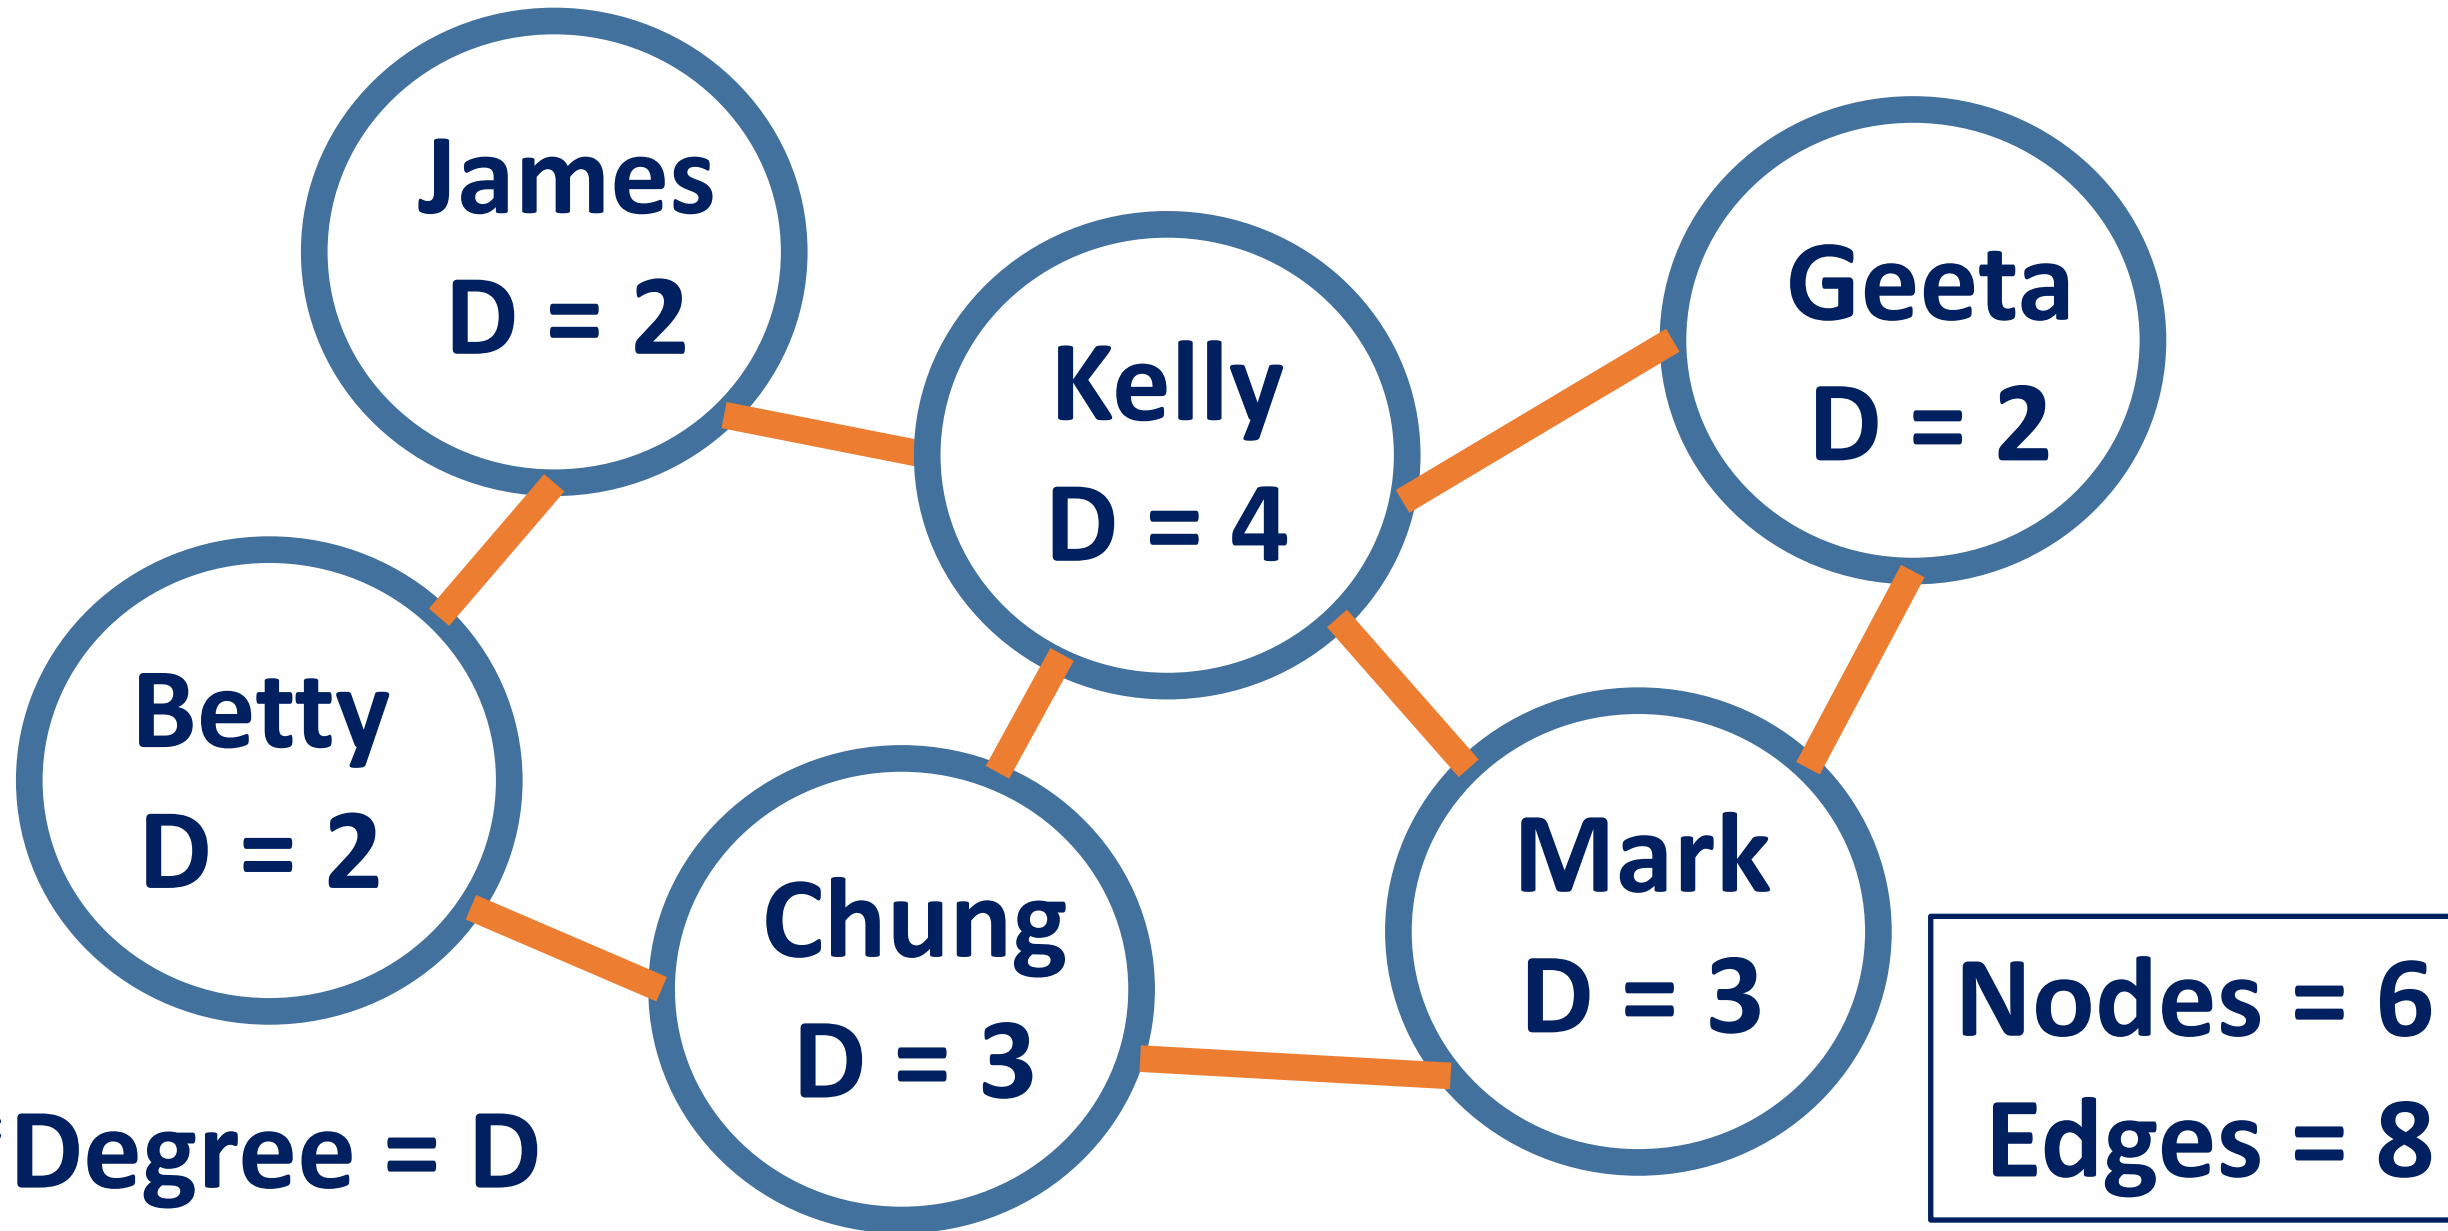 James
D = 2
Kelly
D = 4
Geeta
D = 2
Betty
D = 2
Chung
D = 3
Mark
D = 3
*Degree = D
Nodes = 6
Edges = 8